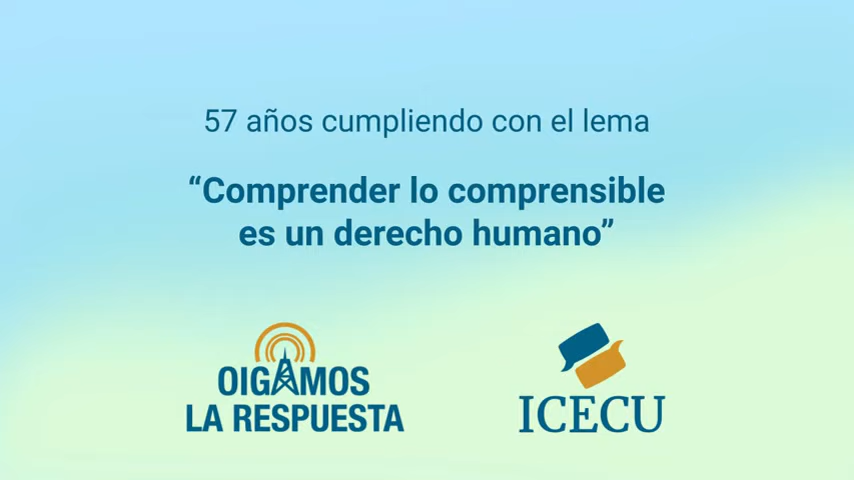 57 años cumpliendo con el lema
“Comprender lo comprensible
es un derecho humano”
OIGAMOS
LA RESPUESTA
ICECU